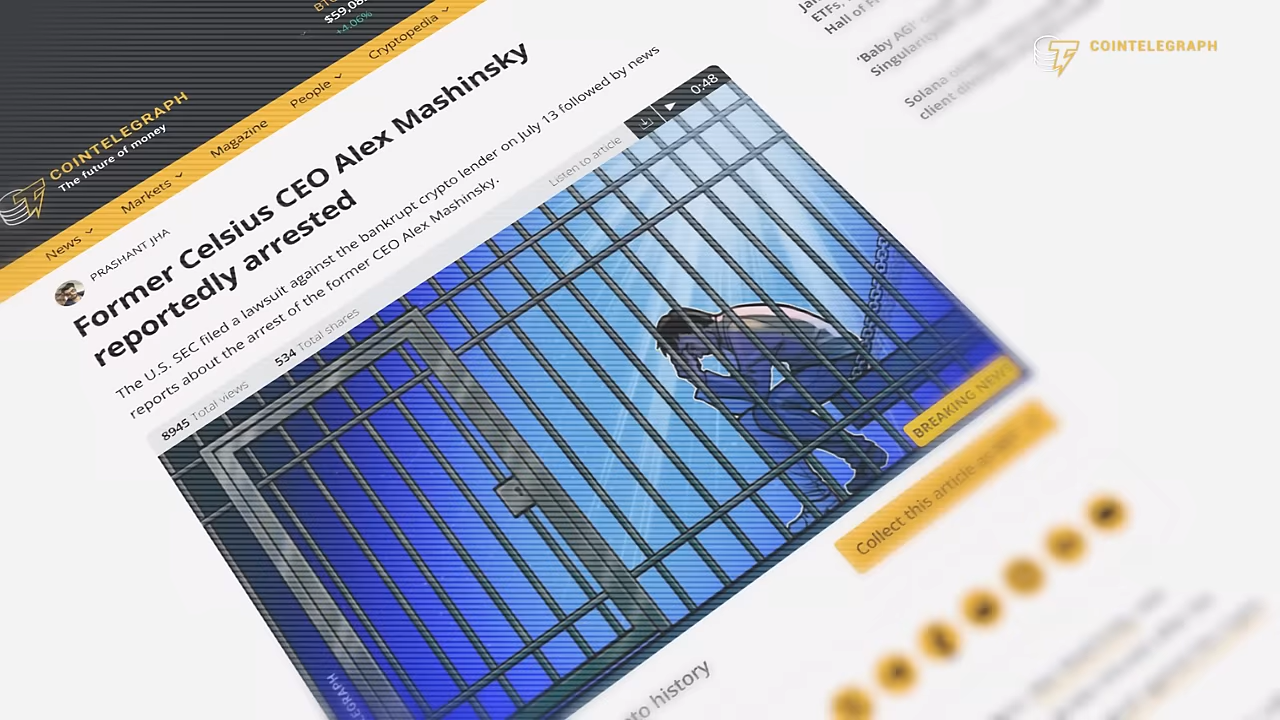 COINTELEGRAPH
COINTELEGRAPH
The future of money
News
Markets
Magazine
People
Cryptopedia
PRASHANT JHA
Former Celsius CEO Alex Mashinsky
reportedly arrested
The U.S. SEC filed a lawsuit against the bankrupt crypto lender on July 13 followed by news
reports about the arrest of the former CEO Alex Mashinsky.
8945 Total views
534 Total shares
Listen to article
0:48
BREAKING NEWS
Collect this article
history
ETFs.
Hall of
'Baby AGI'
Singularity
Solana
client
+4.06%